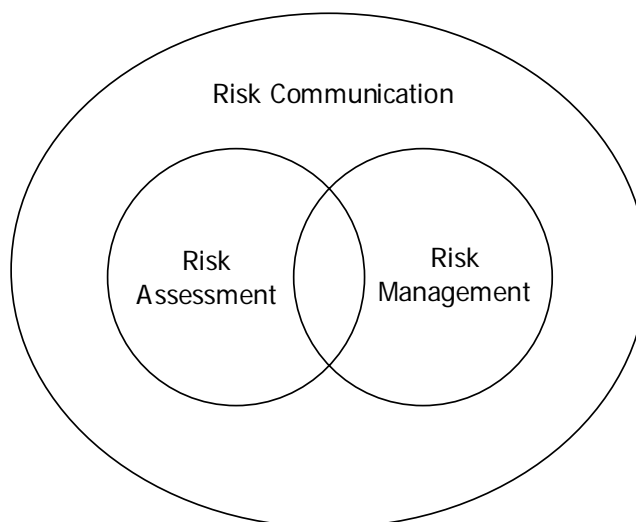 Risk Communication
Risk
Assessment
Risk
Management